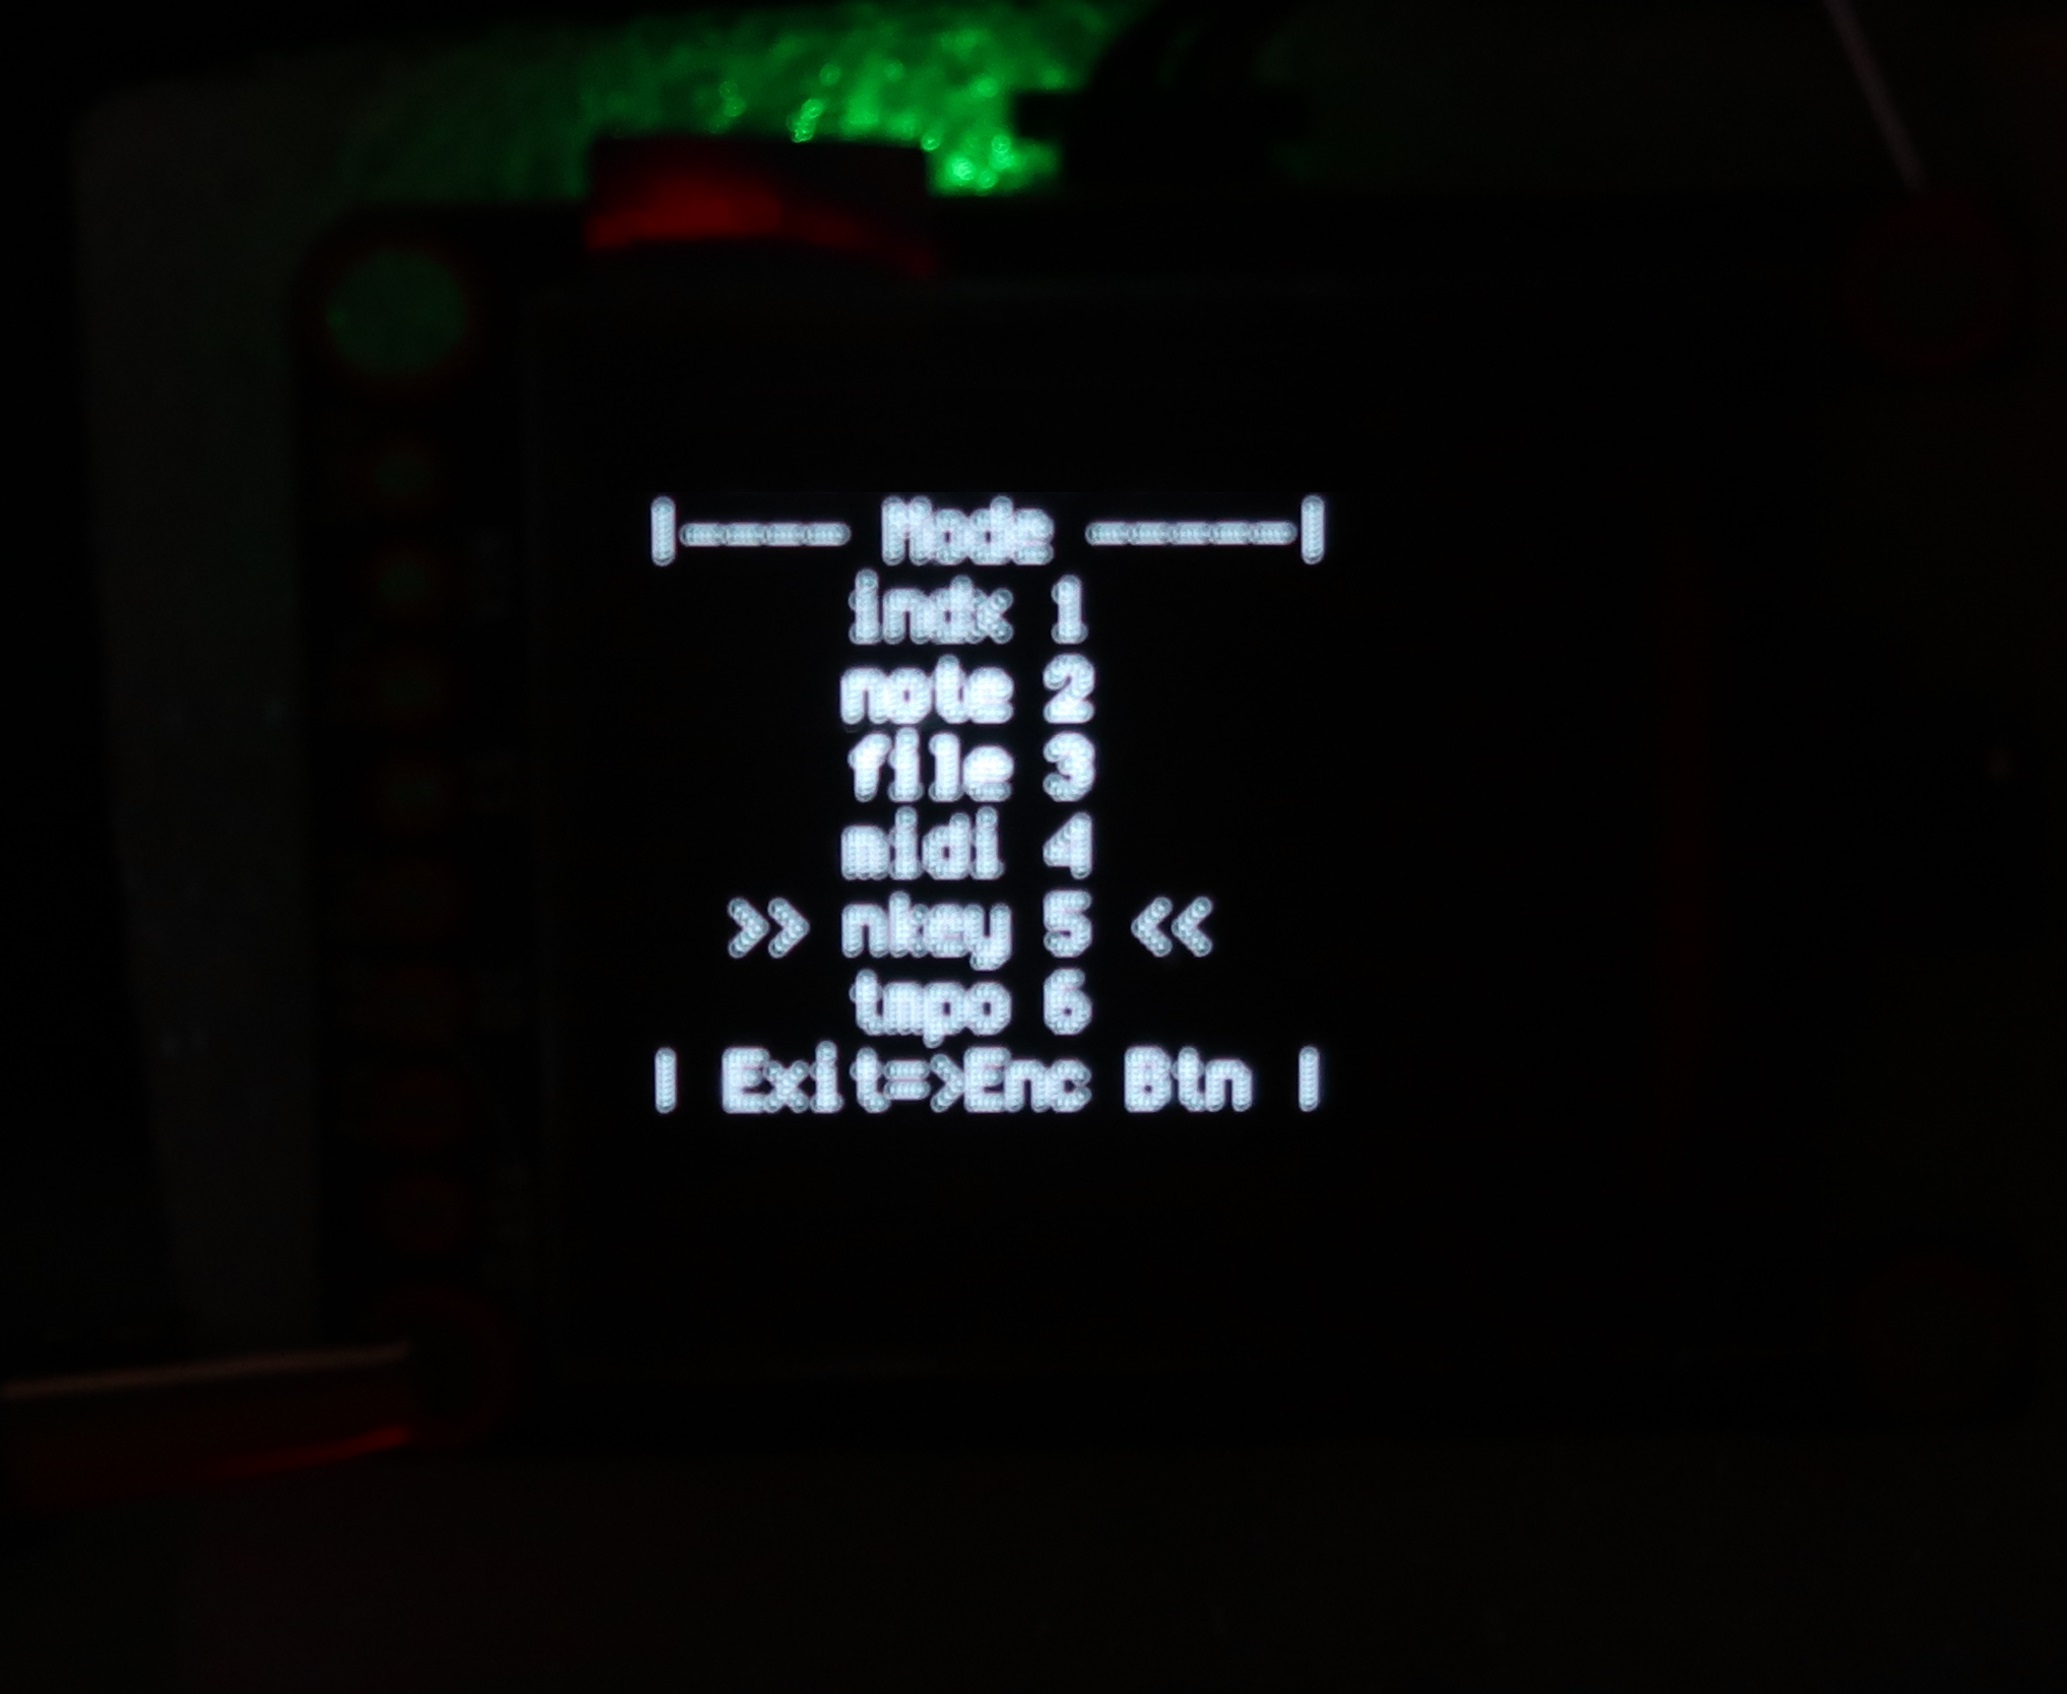 |---- Mode -----|
indx 1
note 2
file 3
midi 4
>> nkey 5 <<
tmpo 6
| Exit=>Enc Btn |